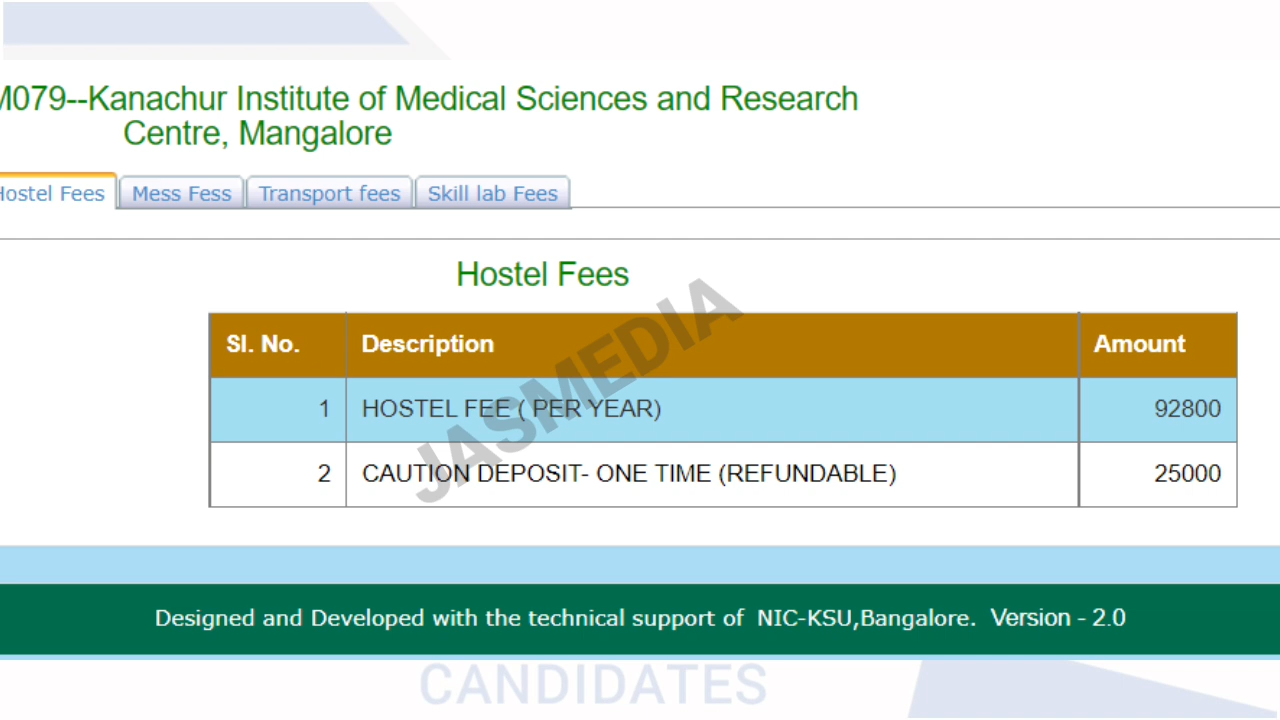 M079--Kanachur Institute of Medical Sciences and Research
Centre, Mangalore
Hostel Fees Mess Fess Transport fees Skill lab Fees
Hostel Fees
Sl. No. Description Amount
1 HOSTEL FEE ( PER YEAR) 92800
2 CAUTION DEPOSIT- ONE TIME (REFUNDABLE) 25000
JASMEDIA
Designed and Developed with the technical support of NIC-KSU,Bangalore. Version - 2.0
CANDIDATES